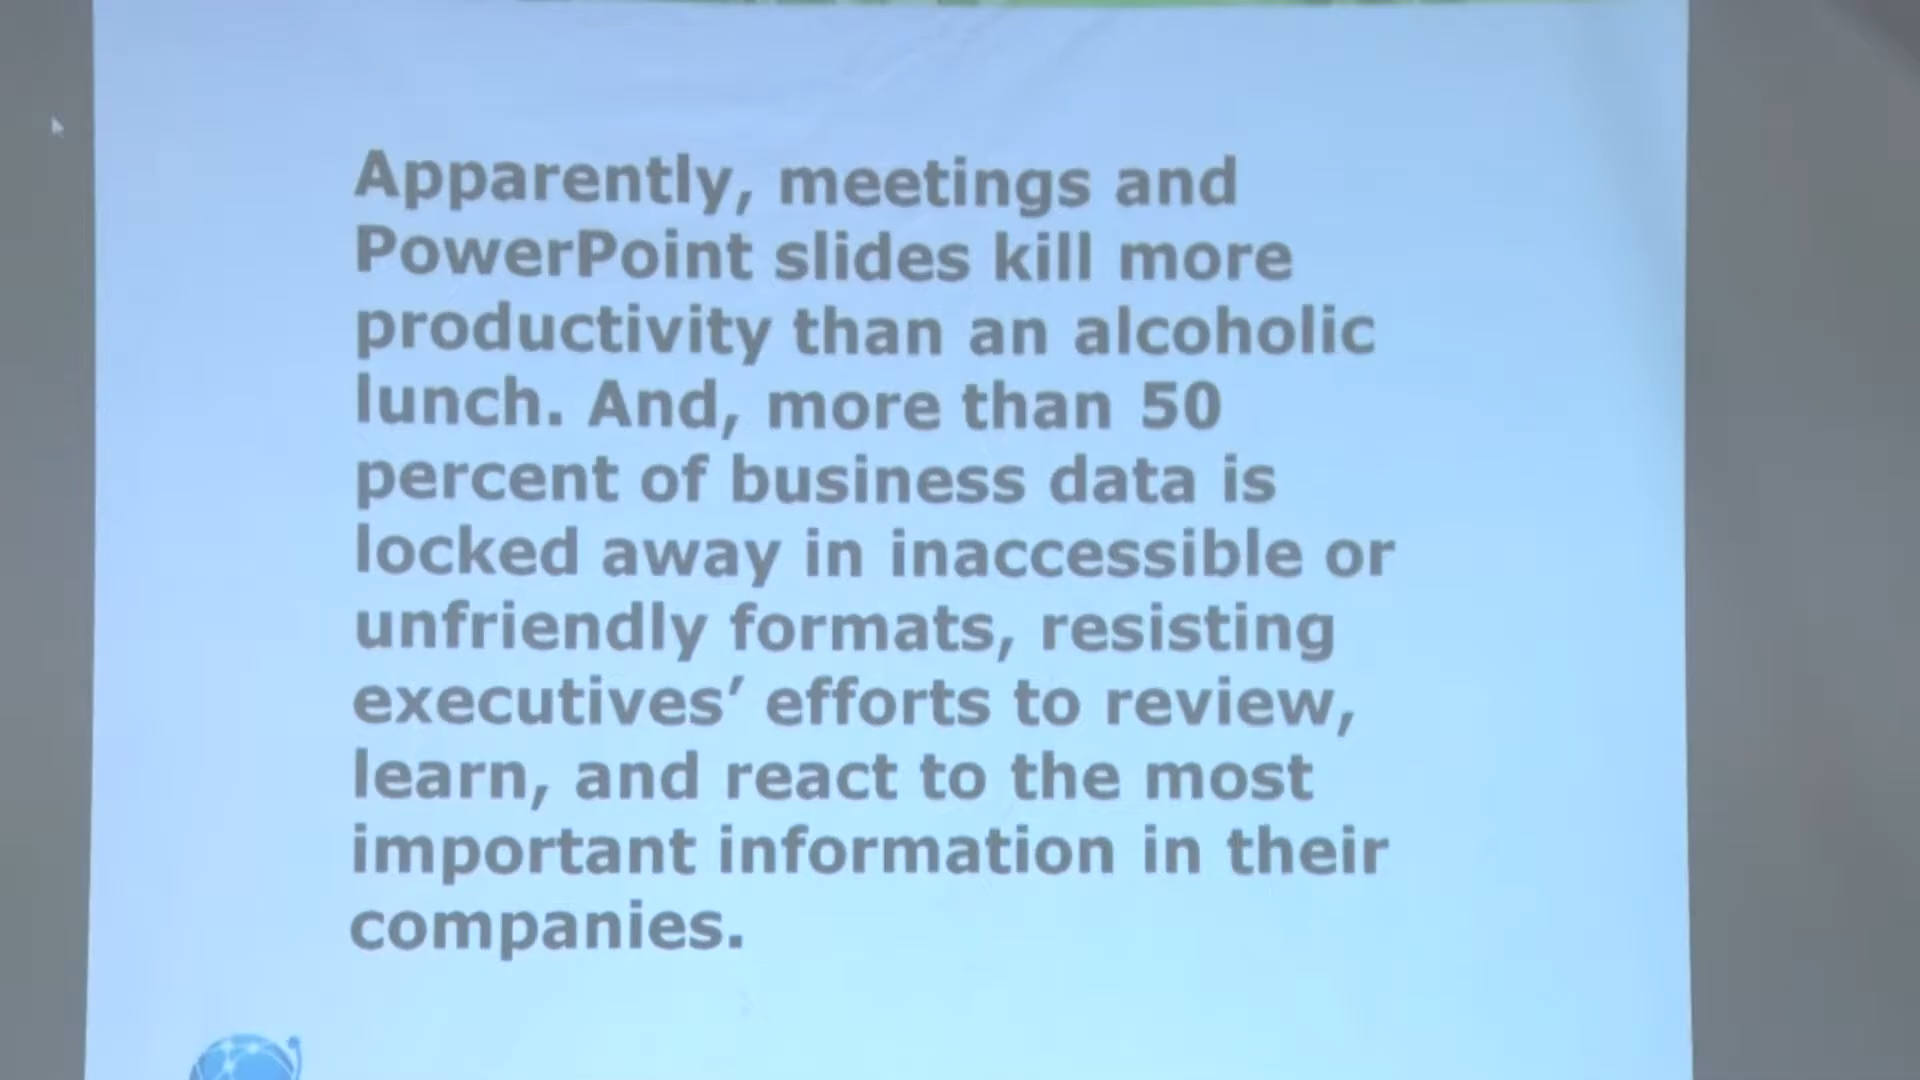 Apparently, meetings and
PowerPoint slides kill more
productivity than an alcoholic
lunch. And, more than 50
percent of business data is
locked away in inaccessible or
unfriendly formats, resisting
executives’ efforts to review,
learn, and react to the most
important information in their
companies.